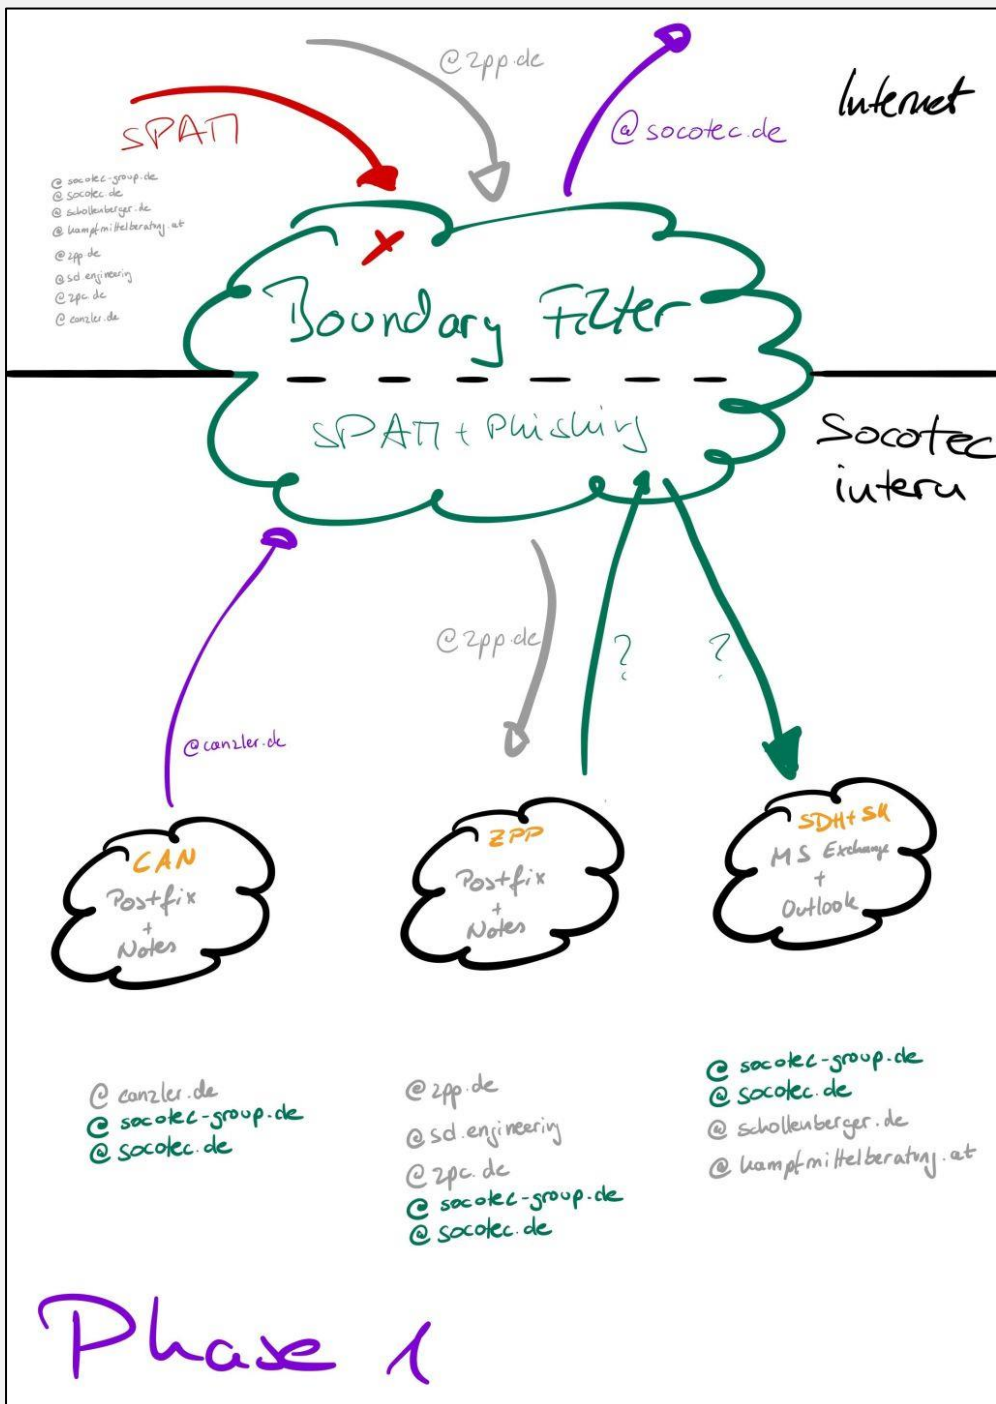 @zpp.de
Internet
SPAM
@socotec.de
@socotec-group.de
@socotec.de
@schollenberger.de
@kampfmittelberatung.at
@zpp.de
@sd.engineering
@zpc.de
@canzler.de
Boundary Filter
SPAM + Phishing
Socotec
intern
@zpp.de
?
?
@canzler.de
CAN
Postfix
+
Notes
ZPP
Postfix
+
Notes
SDH+SH
MS Exchange
+
Outlook
@canzler.de
@socotec-group.de
@socotec.de
@zpp.de
@sd.engineering
@zpc.de
@socotec-group.de
@socotec.de
@socotec-group.de
@socotec.de
@schollenberger.de
@kampfmittelberatung.at
Phase 1